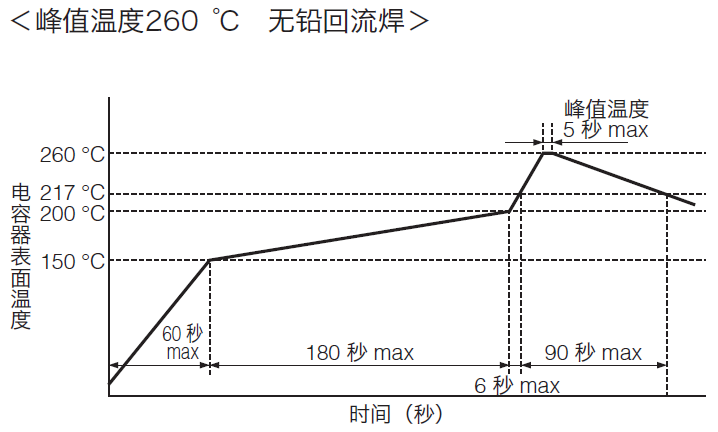 ＜峰值温度260 ℃　无铅回流焊＞
峰值温度
5 秒 max
260 °C
217 °C
200 °C
150 °C
电容器表面温度
60 秒
max
180 秒 max
90 秒 max
6 秒 max
时间（秒）